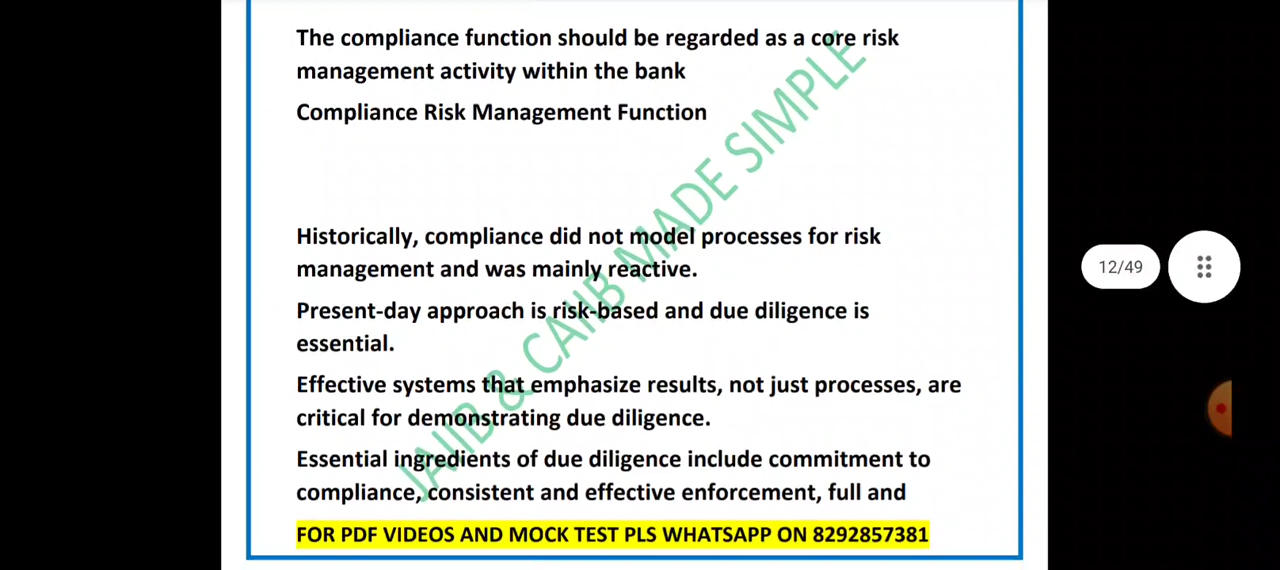 The compliance function should be regarded as a core risk
management activity within the bank
Compliance Risk Management Function
Historically, compliance did not model processes for risk
management and was mainly reactive.
Present-day approach is risk-based and due diligence is
essential.
Effective systems that emphasize results, not just processes, are
critical for demonstrating due diligence.
Essential ingredients of due diligence include commitment to
compliance, consistent and effective enforcement, full and
FOR PDF VIDEOS AND MOCK TEST PLS WHATSAPP ON 8292857381
JAIIB & CAIIB MADE SIMPLE
12/49